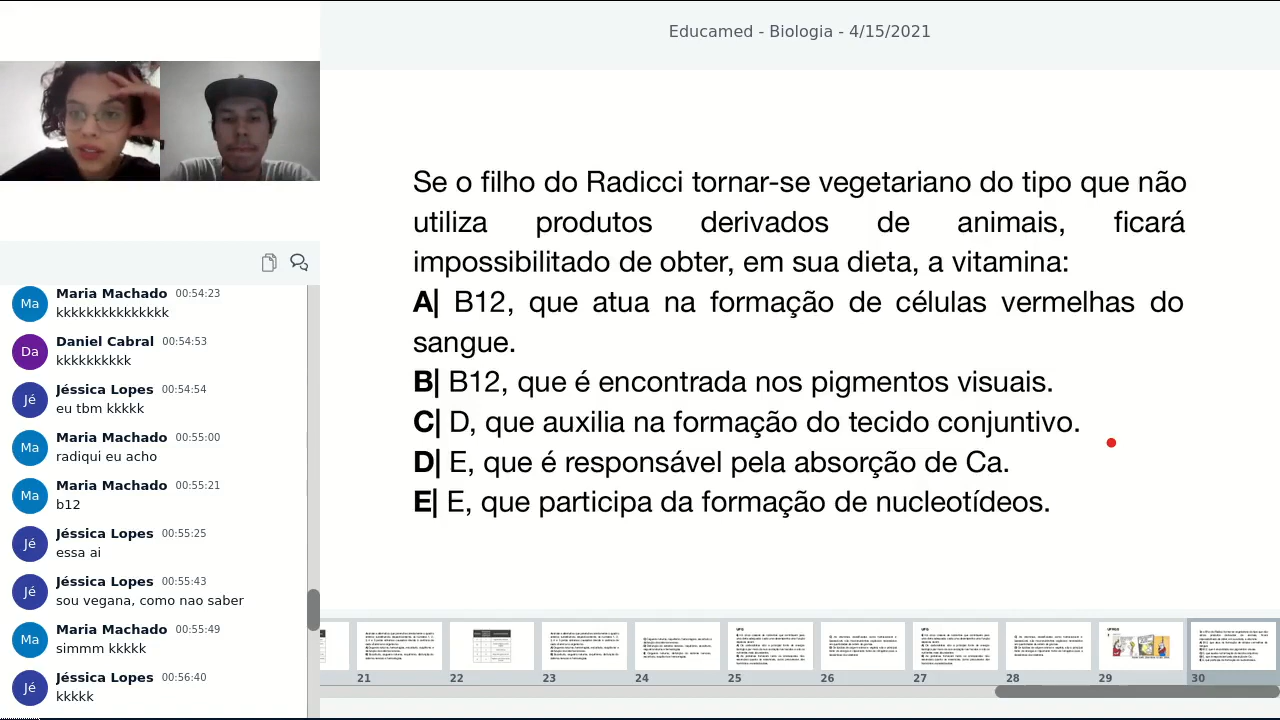 Educamed - Biologia - 4/15/2021
Se o filho do Radicci tornar-se vegetariano do tipo que não
utiliza produtos derivados de animais, ficará
impossibilitado de obter, em sua dieta, a vitamina:
A| B12, que atua na formação de células vermelhas do
sangue.
B| B12, que é encontrada nos pigmentos visuais.
C| D, que auxilia na formação do tecido conjuntivo.
D| E, que é responsável pela absorção de Ca.
E| E, que participa da formação de nucleotídeos.
Ma Maria Machado 00:54:23
kkkkkkkkkkkkkkk
Da Daniel Cabral 00:54:53
kkkkkkkkkk
Jé Jéssica Lopes 00:54:54
eu tbm kkkkk
Ma Maria Machado 00:55:00
radiqui eu acho
Ma Maria Machado 00:55:21
b12
Jé Jéssica Lopes 00:55:25
essa ai
Jé Jéssica Lopes 00:55:43
sou vegana, como nao saber
Ma Maria Machado 00:55:49
simmm kkkkk
Jé Jéssica Lopes 00:56:40
kkkkk
21 22 23 24 25 26 27 28 29 30